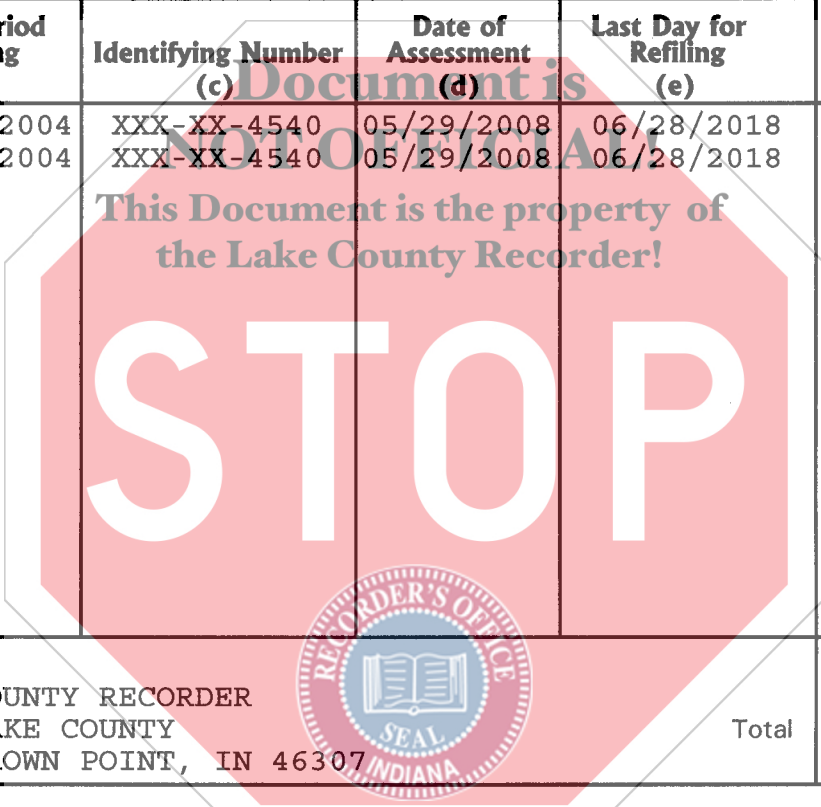 riod
g
Identifying Number
(c)
Date of
Assessment
(d)
Last Day for
Refiling
(e)
Document is
2004 XXX-XX-4540 05/29/2008 06/28/2018
NOT OFFICIAL!
2004 XXX-XX-4540 05/29/2008 06/28/2018
This Document is the property of
the Lake County Recorder!
STOP
RECORDER'S OFFICE
SEAL
INDIANA
OUNTY RECORDER
AKE COUNTY
OWN POINT, IN 46307
Total